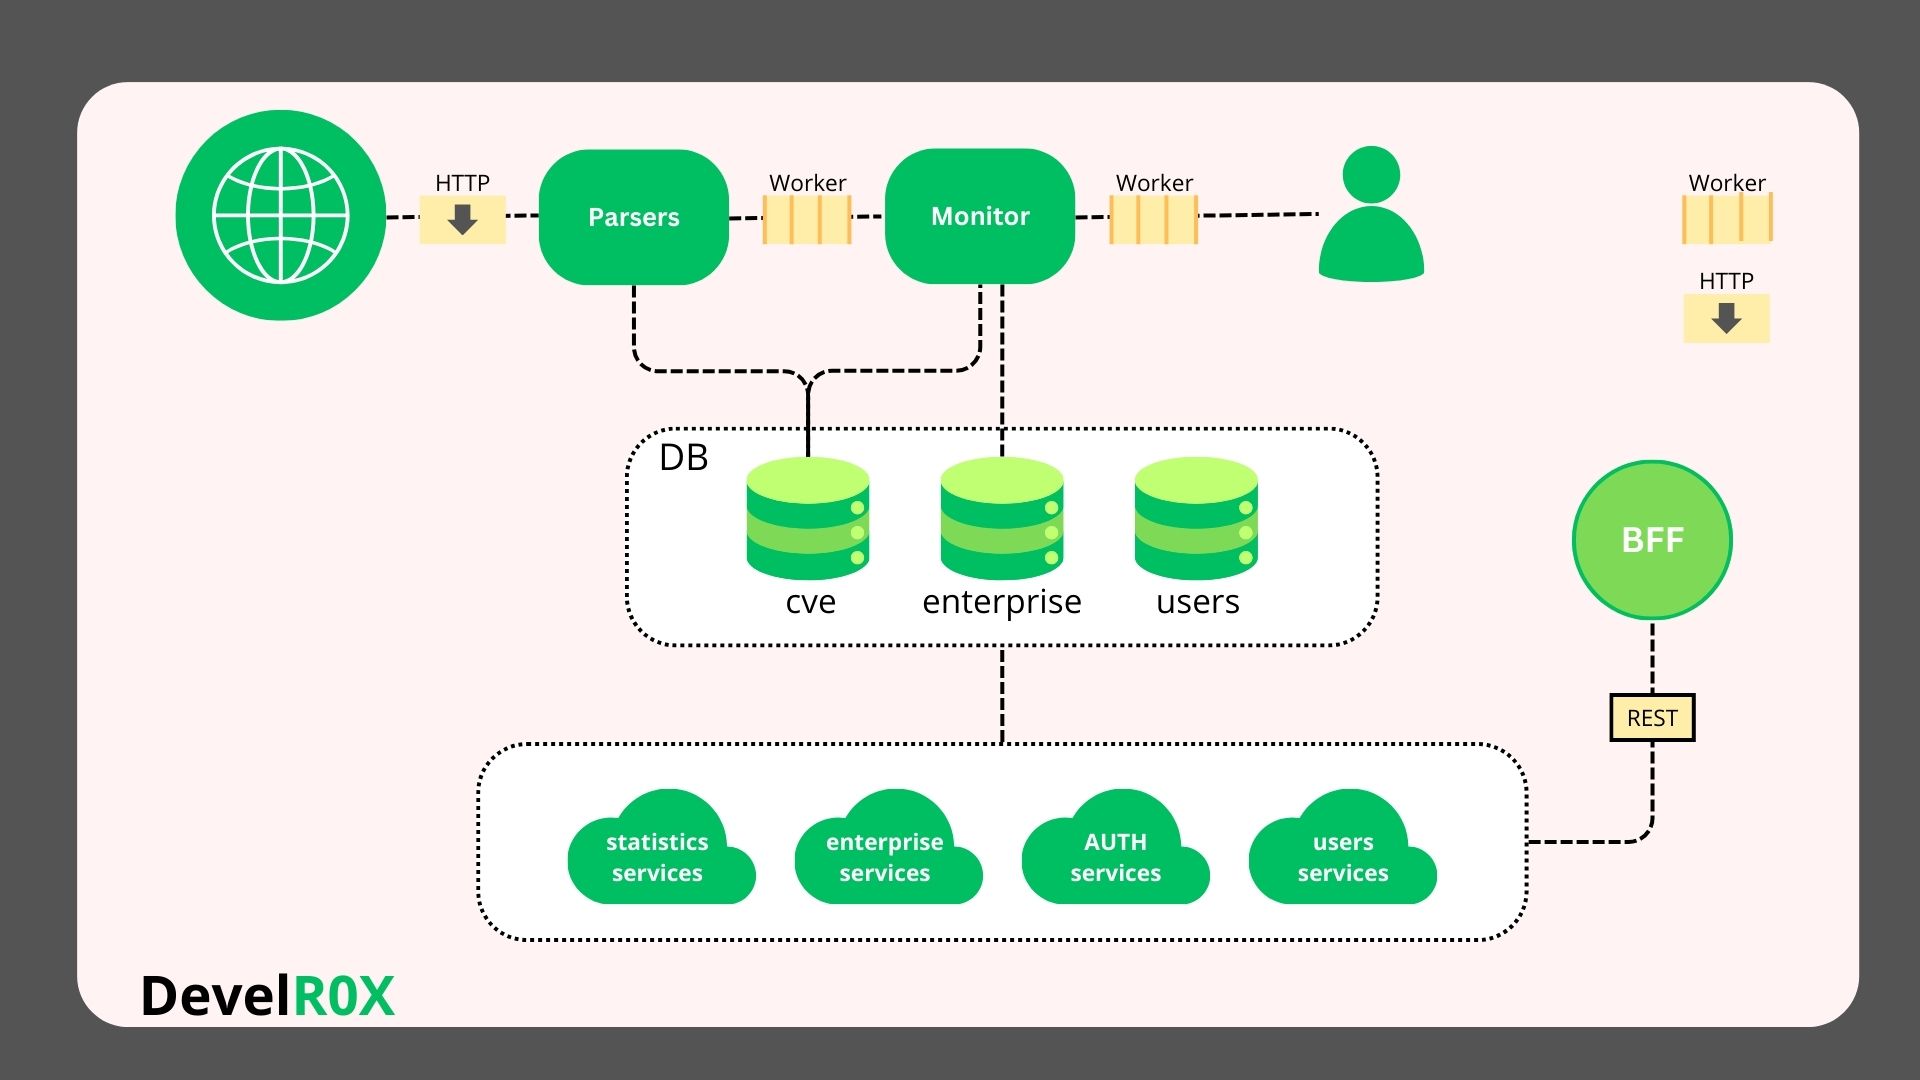 HTTP
Worker
Worker
Worker
Parsers
Monitor
HTTP
DB
cve
enterprise
users
BFF
REST
statistics
services
enterprise
services
AUTH
services
users
services
DevelR0X